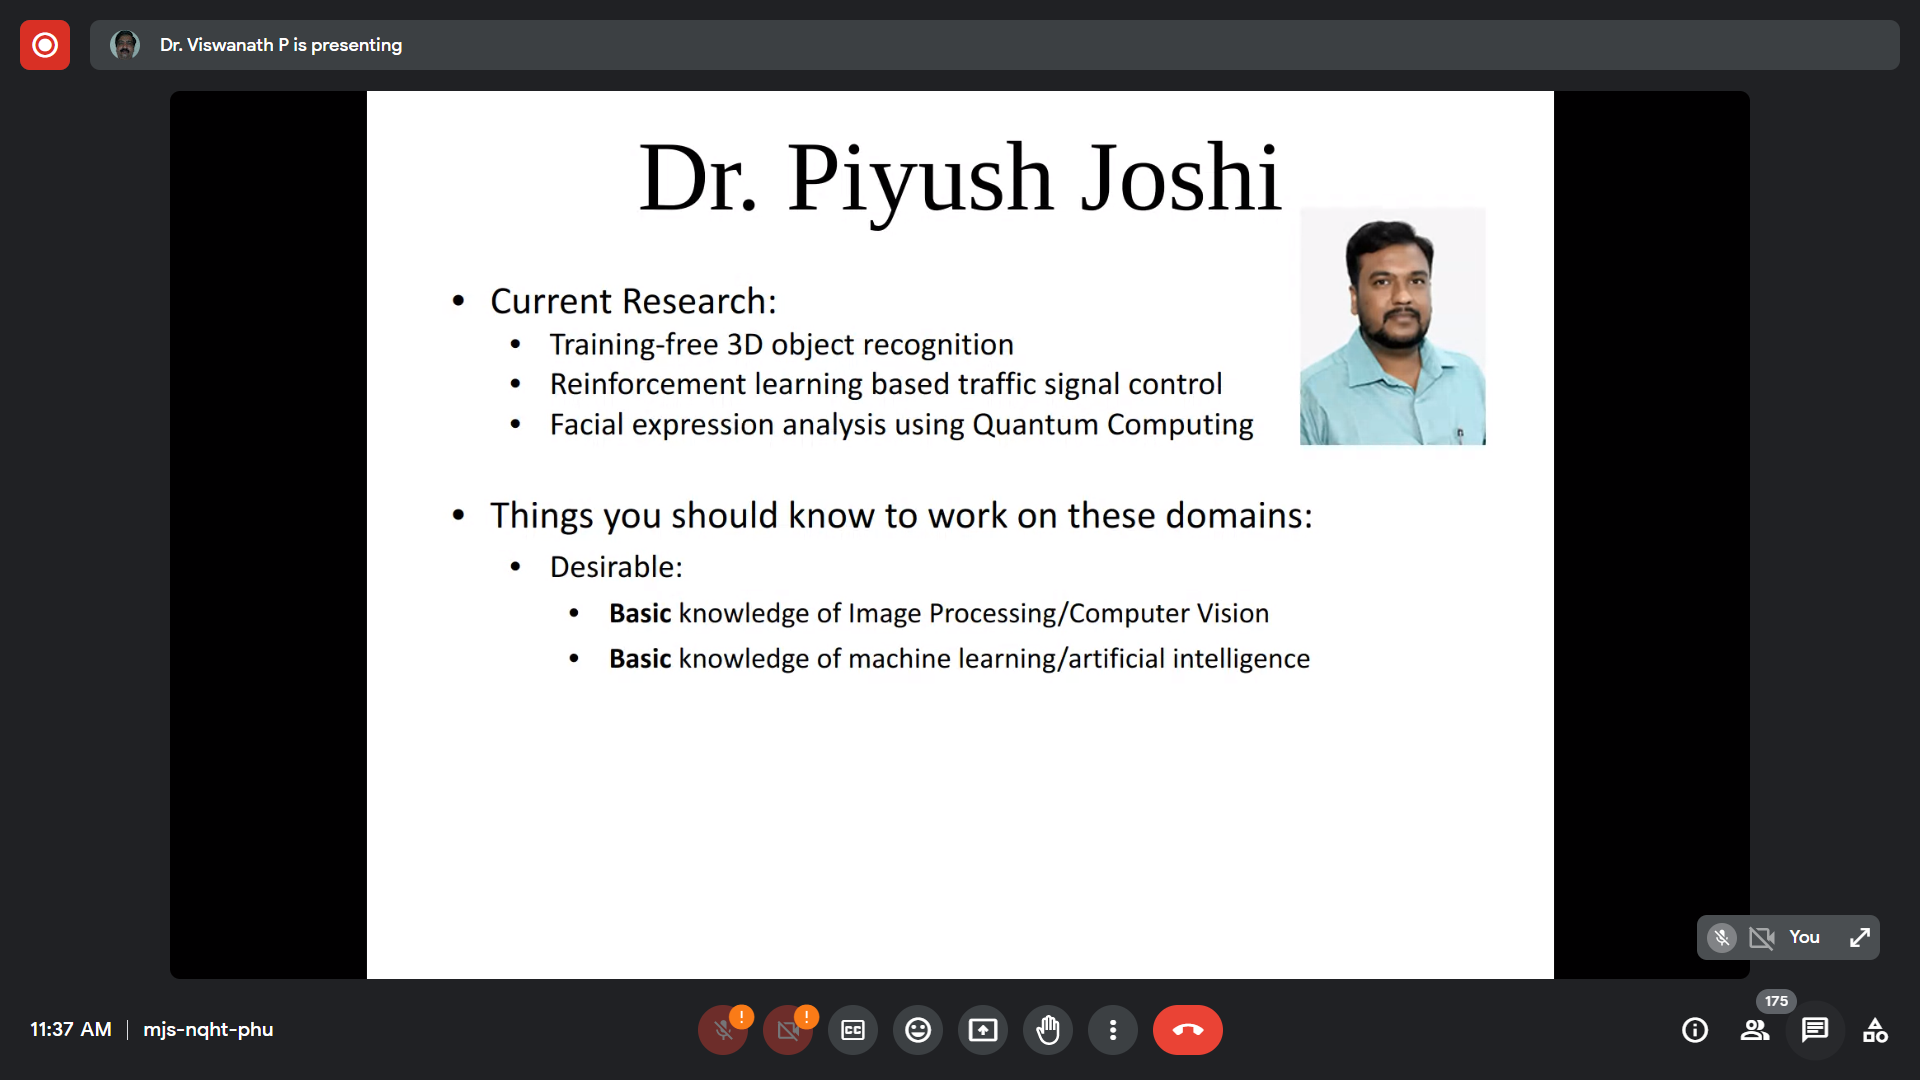 Dr. Viswanath P is presenting
Dr. Piyush Joshi
• Current Research:
• Training-free 3D object recognition
• Reinforcement learning based traffic signal control
• Facial expression analysis using Quantum Computing
• Things you should know to work on these domains:
• Desirable:
• Basic knowledge of Image Processing/Computer Vision
• Basic knowledge of machine learning/artificial intelligence
You
11:37 AM | mjs-nqht-phu
!
!
CC
175